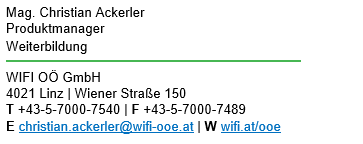 Mag. Christian Ackerler
Produktmanager
Weiterbildung
WIFI OÖ GmbH
4021 Linz | Wiener Straße 150
T +43-5-7000-7540 | F +43-5-7000-7489
E christian.ackerler@wifi-ooe.at | W wifi.at/ooe